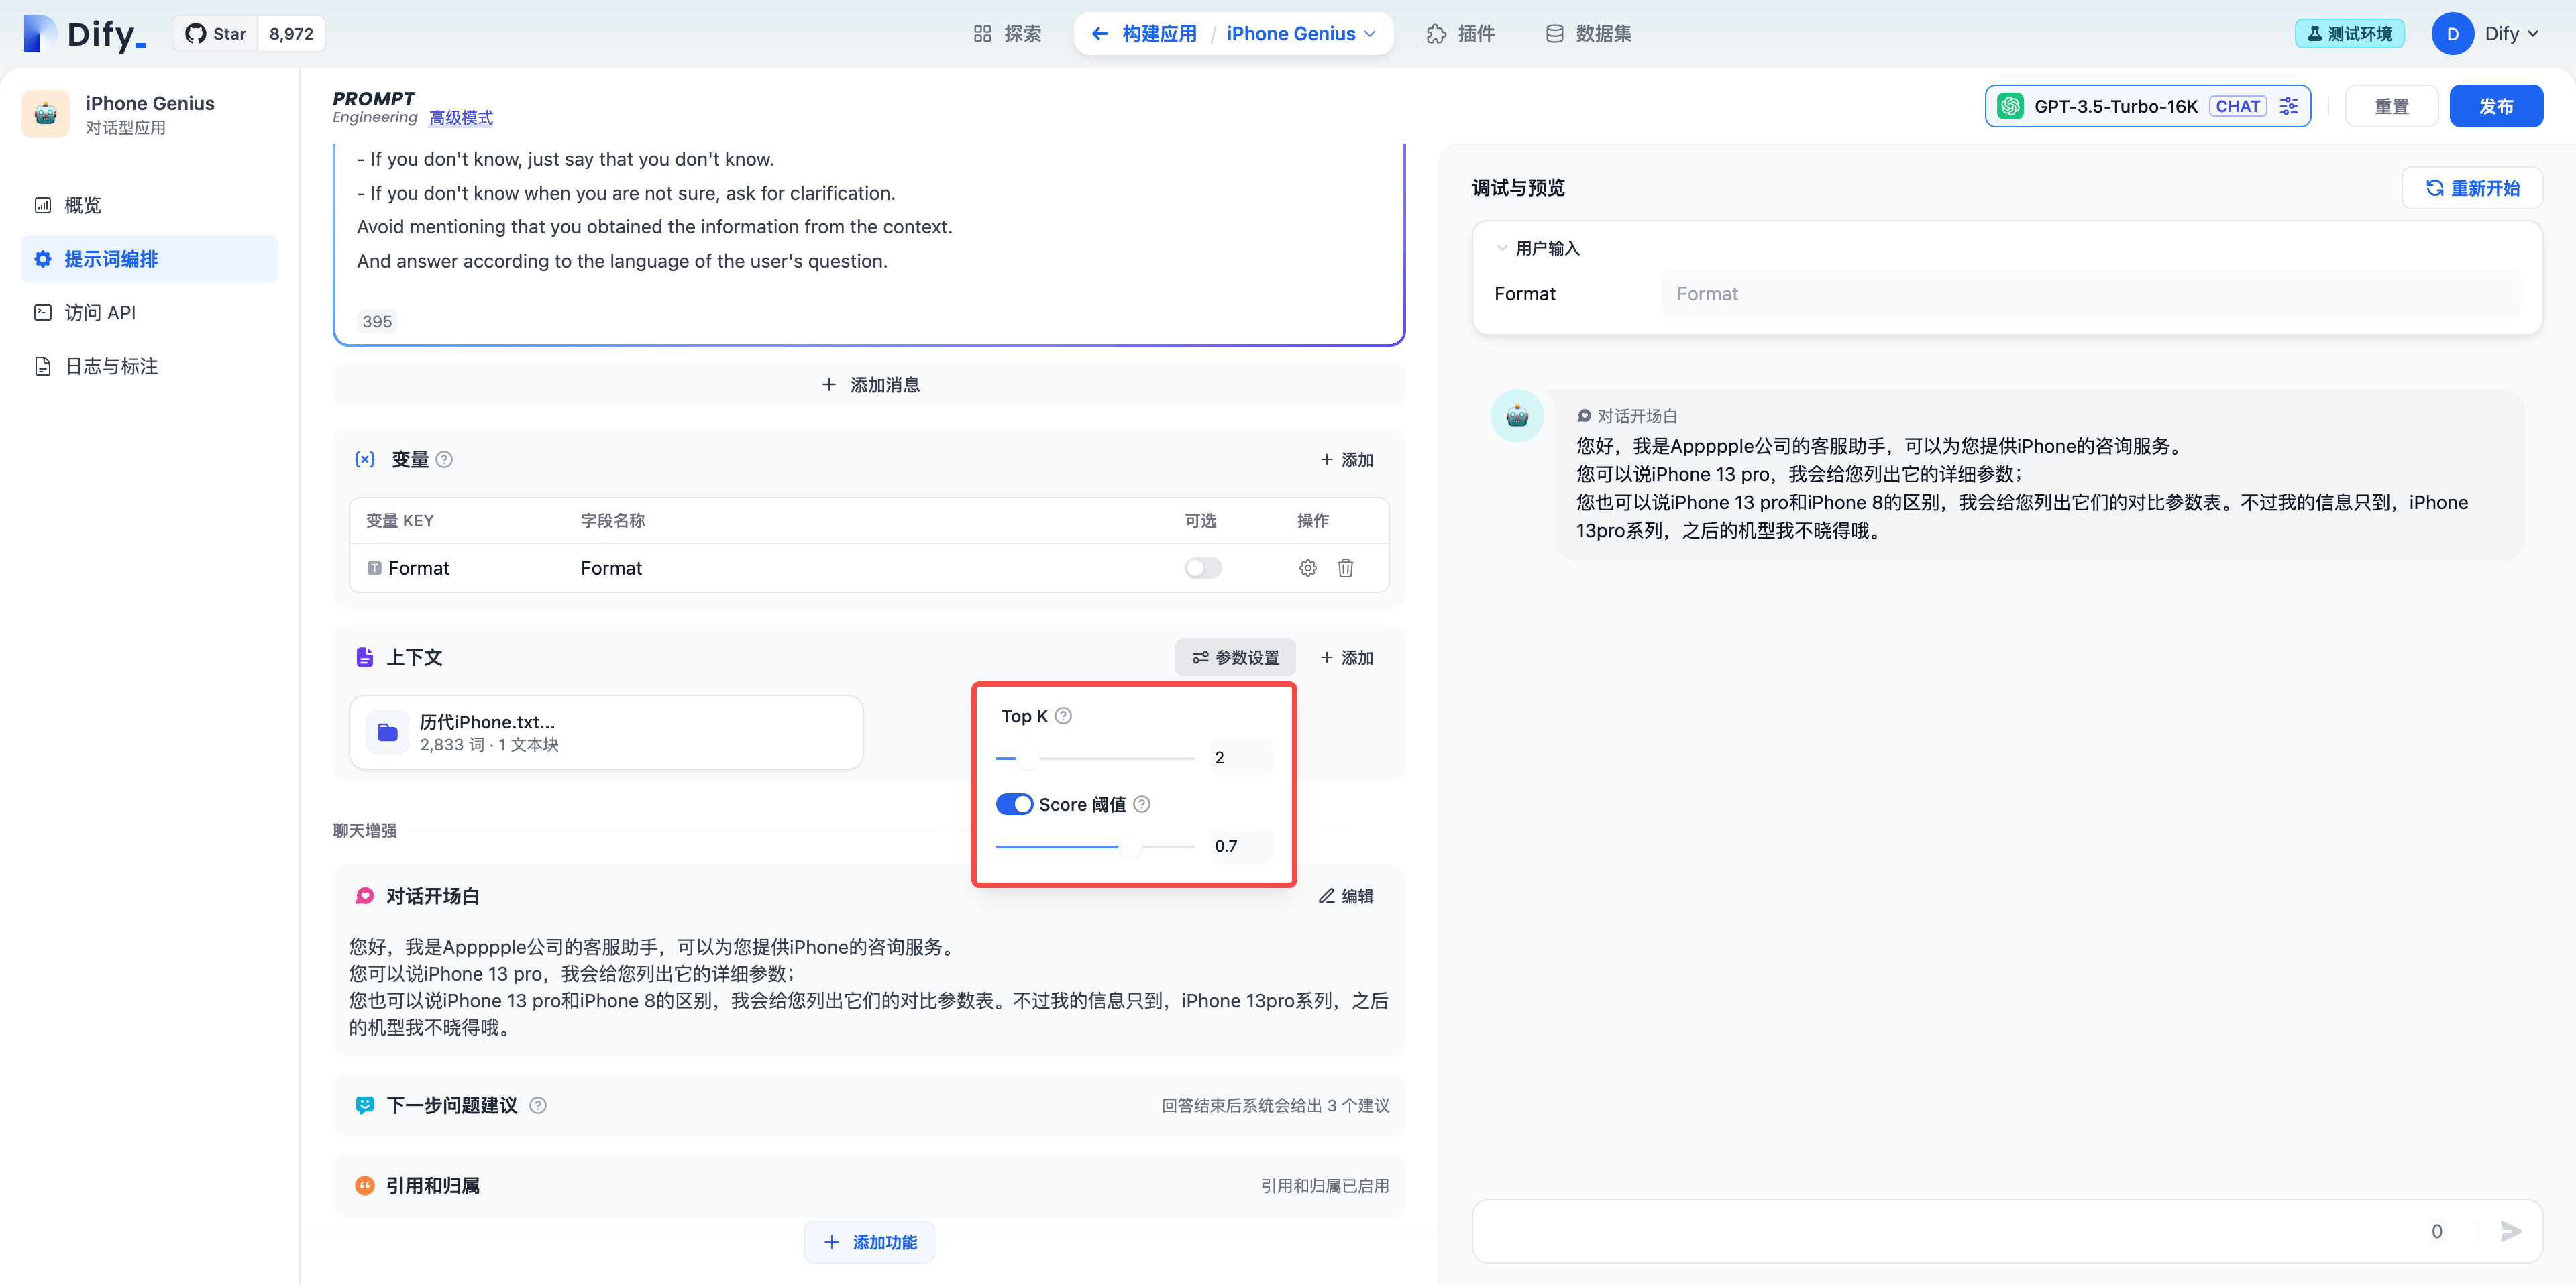 Dify_
Star 8,972
探索
构建应用 / iPhone Genius
插件
数据集
测试环境
D Dify
iPhone Genius
对话型应用
概览
提示词编排
访问 API
日志与标注
PROMPT
Engineering 高级模式
GPT-3.5-Turbo-16K CHAT
重置
发布
- If you don't know, just say that you don't know.
- If you don't know when you are not sure, ask for clarification.
Avoid mentioning that you obtained the information from the context.
And answer according to the language of the user's question.
395
+ 添加消息
{x} 变量
+ 添加
变量 KEY 字段名称 可选 操作
T Format Format
上下文
参数设置
+ 添加
历代iPhone.txt...
2,833 词 · 1 文本块
Top K
2
Score 阈值
0.7
聊天增强
对话开场白
编辑
您好，我是Appppple公司的客服助手，可以为您提供iPhone的咨询服务。
您可以说iPhone 13 pro，我会给您列出它的详细参数；
您也可以说iPhone 13 pro和iPhone 8的区别，我会给您列出它们的对比参数表。不过我的信息只到，iPhone 13pro系列，之后
的机型我不晓得哦。
下一步问题建议
回答结束后系统会给出 3 个建议
引用和归属
引用和归属已启用
+ 添加功能
调试与预览
重新开始
用户输入
Format Format
对话开场白
您好，我是Appppple公司的客服助手，可以为您提供iPhone的咨询服务。
您可以说iPhone 13 pro，我会给您列出它的详细参数；
您也可以说iPhone 13 pro和iPhone 8的区别，我会给您列出它们的对比参数表。不过我的信息只到，iPhone
13pro系列，之后的机型我不晓得哦。
0